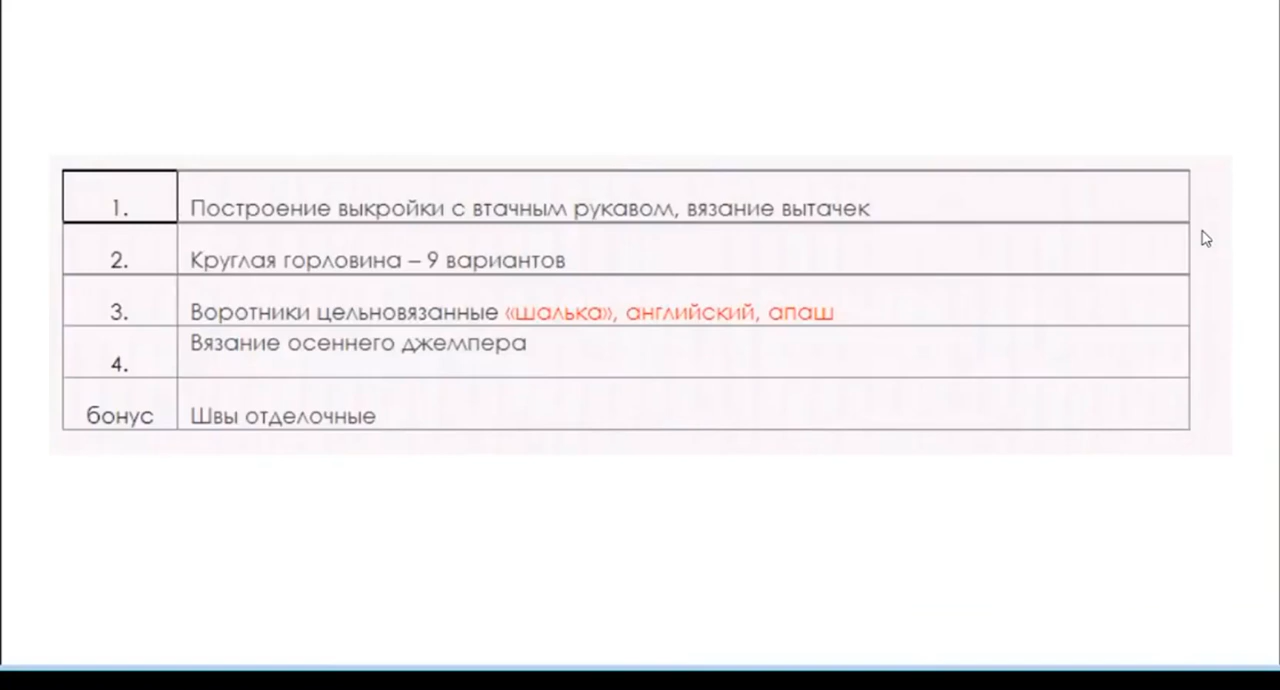 1. Построение выкройки с втачным рукавом, вязание вытачек
2. Круглая горловина – 9 вариантов
3. Воротники цельновязанные «шалька», английский, апаш
4. Вязание осеннего джемпера
бонус Швы отделочные